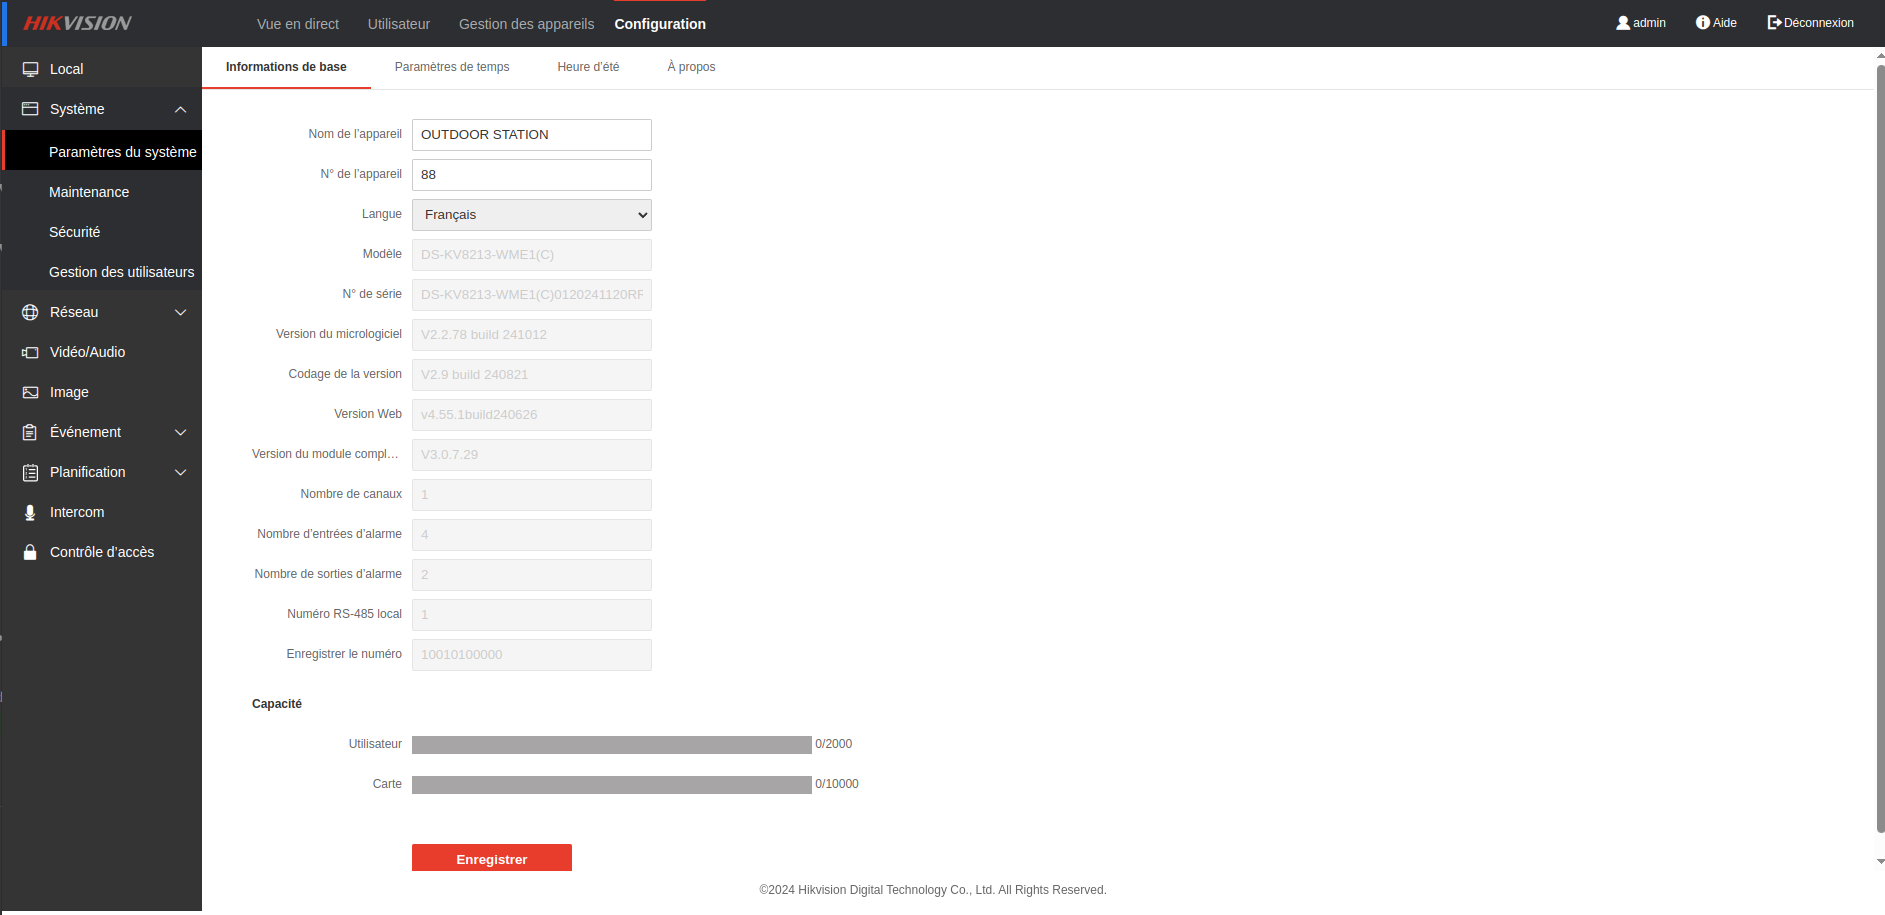 HIKVISION
Vue en direct
Utilisateur
Gestion des appareils
Configuration
admin
Aide
Déconnexion
Local
Système
Paramètres du système
Maintenance
Sécurité
Gestion des utilisateurs
Réseau
Vidéo/Audio
Image
Événement
Planification
Intercom
Contrôle d'accès
Informations de base
Paramètres de temps
Heure d'été
À propos
Nom de l'appareil OUTDOOR STATION
N° de l'appareil 88
Langue Français
Modèle DS-KV8213-WME1(C)
N° de série DS-KV8213-WME1(C)0120241120RF
Version du micrologiciel V2.2.78 build 241012
Codage de la version V2.9 build 240821
Version Web v4.55.1build240626
Version du module compl... V3.0.7.29
Nombre de canaux 1
Nombre d'entrées d'alarme 4
Nombre de sorties d'alarme 2
Numéro RS-485 local 1
Enregistrer le numéro 10010100000
Capacité
Utilisateur 0/2000
Carte 0/10000
Enregistrer
©2024 Hikvision Digital Technology Co., Ltd. All Rights Reserved.